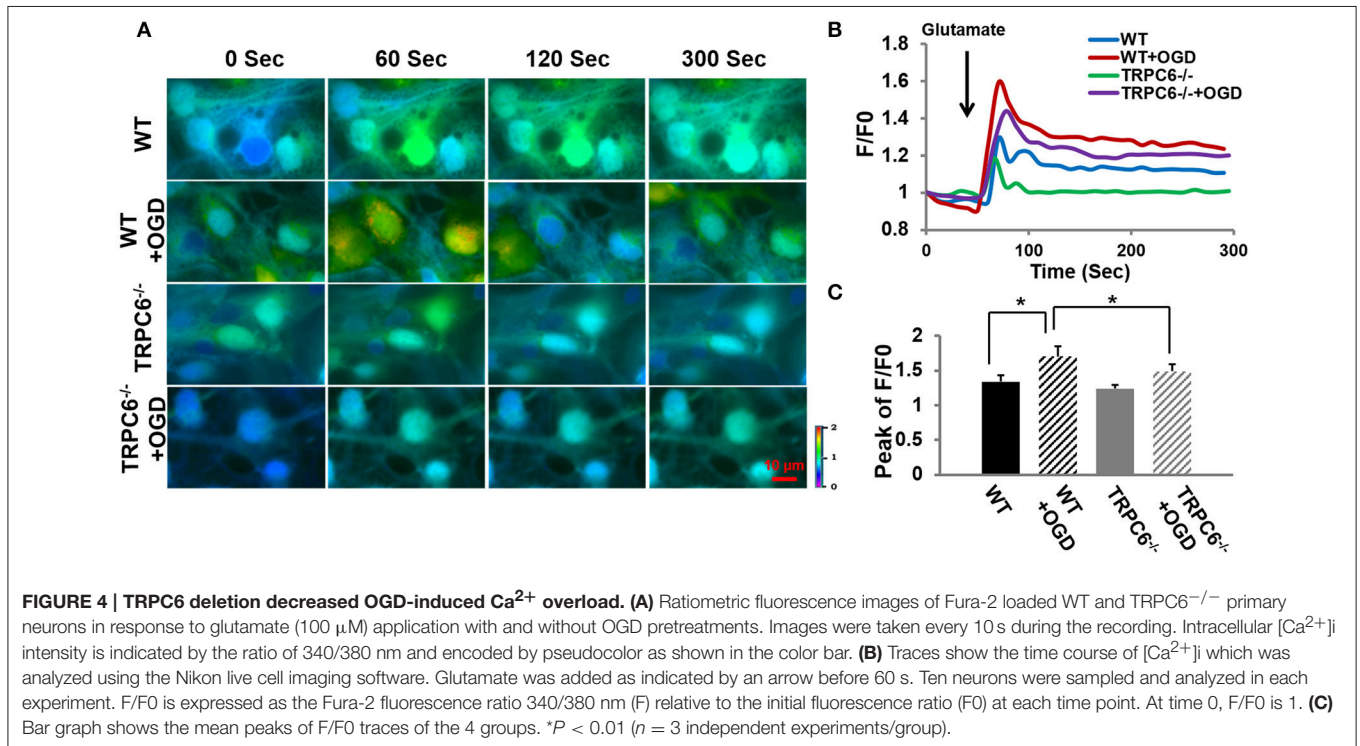 A
0 Sec 60 Sec 120 Sec 300 Sec
WT
WT
+OGD
TRPC6-/-
TRPC6-/-
+OGD
2
1
0
10 μm
B
Glutamate
WT
WT+OGD
TRPC6-/-
TRPC6-/-+OGD
1.8
1.6
1.4
1.2
1
0.8
F/F0
0 100 200 300
Time (Sec)
C
* *
2
1.5
1
0.5
0
Peak of F/F0
WT
WT
+OGD
TRPC6-/-
TRPC6-/-
+OGD
FIGURE 4 | TRPC6 deletion decreased OGD-induced Ca2+ overload. (A) Ratiometric fluorescence images of Fura-2 loaded WT and TRPC6−/− primary
neurons in response to glutamate (100 μM) application with and without OGD pretreatments. Images were taken every 10 s during the recording. Intracellular [Ca2+]i
intensity is indicated by the ratio of 340/380 nm and encoded by pseudocolor as shown in the color bar. (B) Traces show the time course of [Ca2+]i which was
analyzed using the Nikon live cell imaging software. Glutamate was added as indicated by an arrow before 60 s. Ten neurons were sampled and analyzed in each
experiment. F/F0 is expressed as the Fura-2 fluorescence ratio 340/380 nm (F) relative to the initial fluorescence ratio (F0) at each time point. At time 0, F/F0 is 1. (C)
Bar graph shows the mean peaks of F/F0 traces of the 4 groups. *P < 0.01 (n = 3 independent experiments/group).